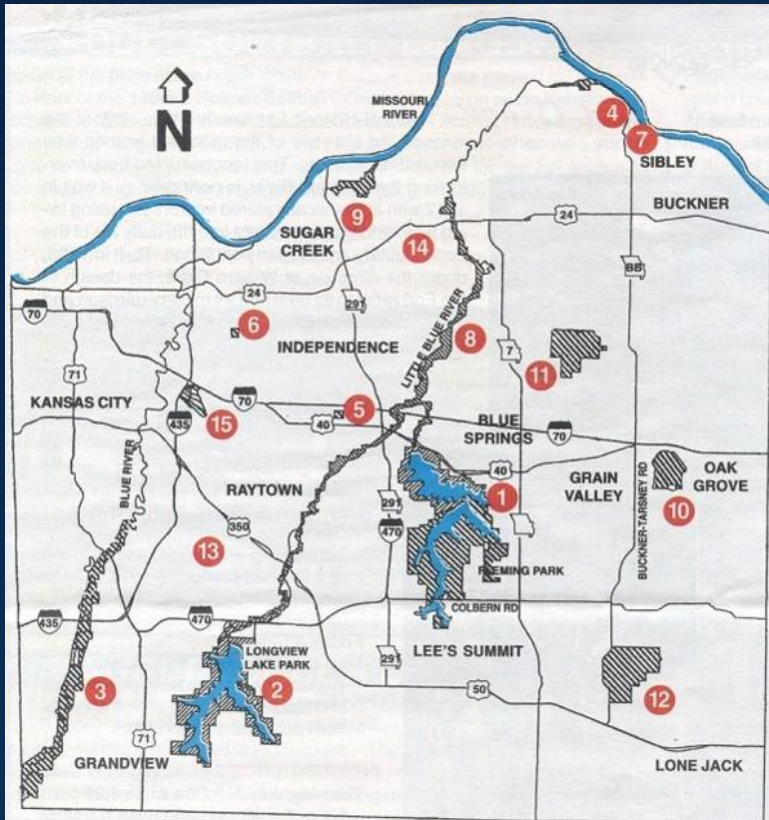 N
MISSOURI
RIVER
4
7
SIBLEY
BUCKNER
24
BB
9
SUGAR
CREEK
14
24
291
70
6
INDEPENDENCE
LITTLE BLUE RIVER
8
7
11
71
KANSAS CITY
435
15
70
40
5
BLUE
SPRINGS
70
BLUE RIVER
RAYTOWN
40
GRAIN
VALLEY
BUCKNER-TARSNEY RD
OAK
GROVE
10
1
291
470
350
13
FLEMING PARK
COLBERN RD
435
470
LONGVIEW
LAKE PARK
LEE'S SUMMIT
291
50
3
2
12
71
GRANDVIEW
LONE JACK